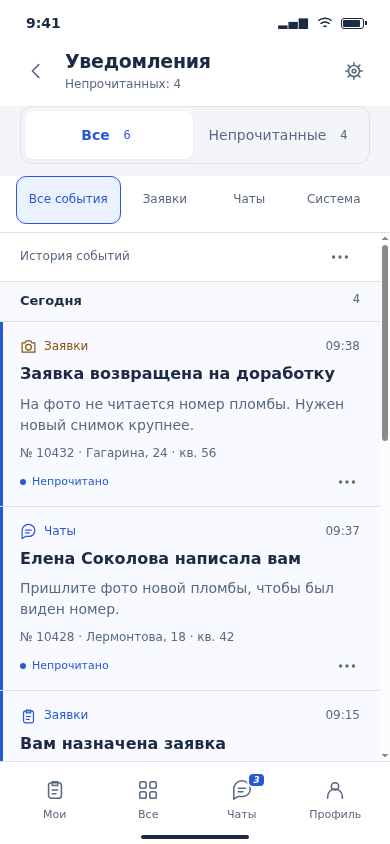 9:41
Уведомления
Непрочитанных: 4
Все 6
Непрочитанные 4
Все события
Заявки
Чаты
Система
История событий
Сегодня 4
Заявки 09:38
Заявка возвращена на доработку
На фото не читается номер пломбы. Нужен
новый снимок крупнее.
№ 10432 · Гагарина, 24 · кв. 56
Непрочитано
Чаты 09:37
Елена Соколова написала вам
Пришлите фото новой пломбы, чтобы был
виден номер.
№ 10428 · Лермонтова, 18 · кв. 42
Непрочитано
Заявки 09:15
Вам назначена заявка
3
Мои
Все
Чаты
Профиль